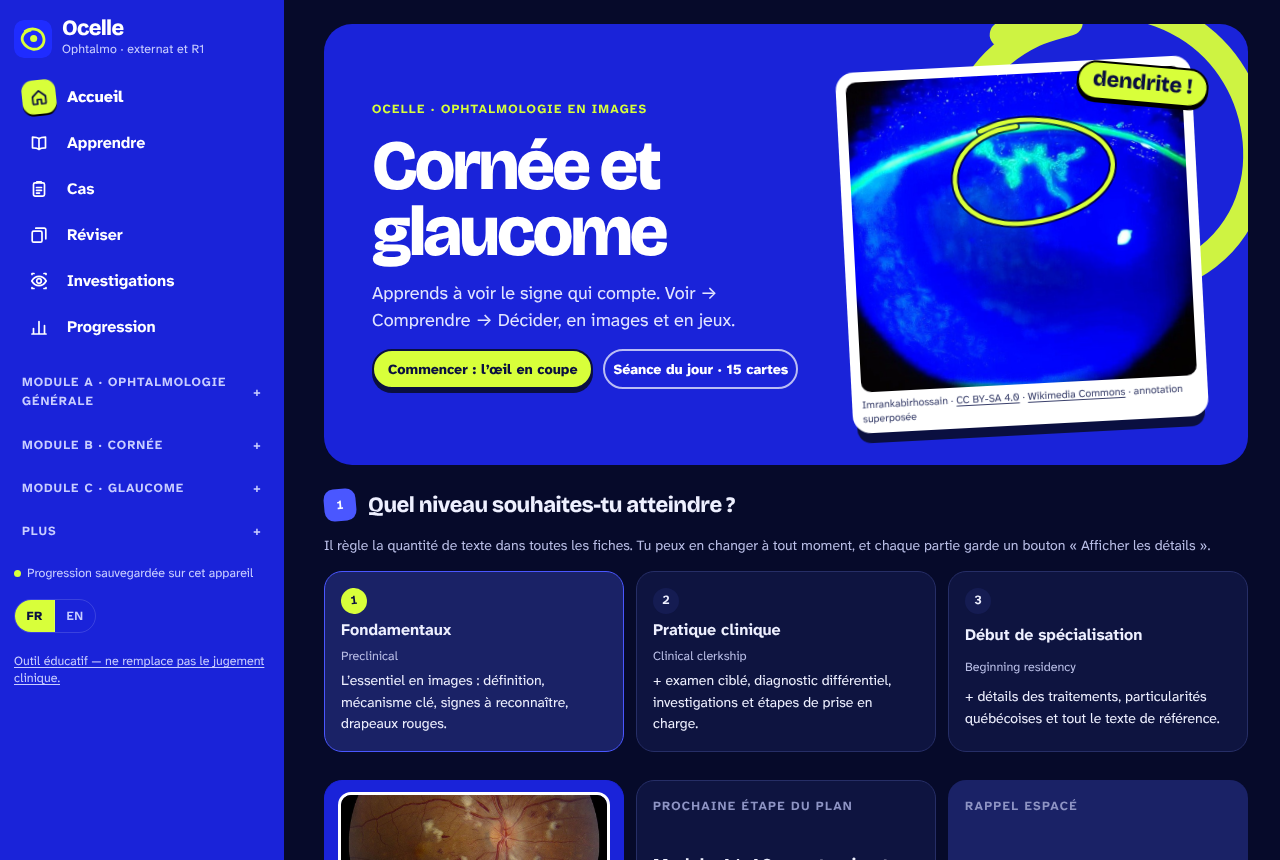 Ocelle
Ophtalmo · externat et R1
Accueil
Apprendre
Cas
Réviser
Investigations
Progression
MODULE A · OPHTALMOLOGIE
GÉNÉRALE
+
MODULE B · CORNÉE
+
MODULE C · GLAUCOME
+
PLUS
+
Progression sauvegardée sur cet appareil
FR
EN
Outil éducatif — ne remplace pas le jugement
clinique.
OCELLE · OPHTALMOLOGIE EN IMAGES
Cornée et
glaucome
Apprends à voir le signe qui compte. Voir →
Comprendre → Décider, en images et en jeux.
Commencer : l’œil en coupe
Séance du jour · 15 cartes
dendrite !
Imrankabirhossain · CC BY-SA 4.0 · Wikimedia Commons · annotation
superposée
1
Quel niveau souhaites-tu atteindre ?
Il règle la quantité de texte dans toutes les fiches. Tu peux en changer à tout moment, et chaque partie garde un bouton « Afficher les détails ».
1
Fondamentaux
Preclinical
L’essentiel en images : définition,
mécanisme clé, signes à reconnaître,
drapeaux rouges.
2
Pratique clinique
Clinical clerkship
+ examen ciblé, diagnostic différentiel,
investigations et étapes de prise en
charge.
3
Début de spécialisation
Beginning residency
+ détails des traitements, particularités
québécoises et tout le texte de référence.
PROCHAINE ÉTAPE DU PLAN
RAPPEL ESPACÉ